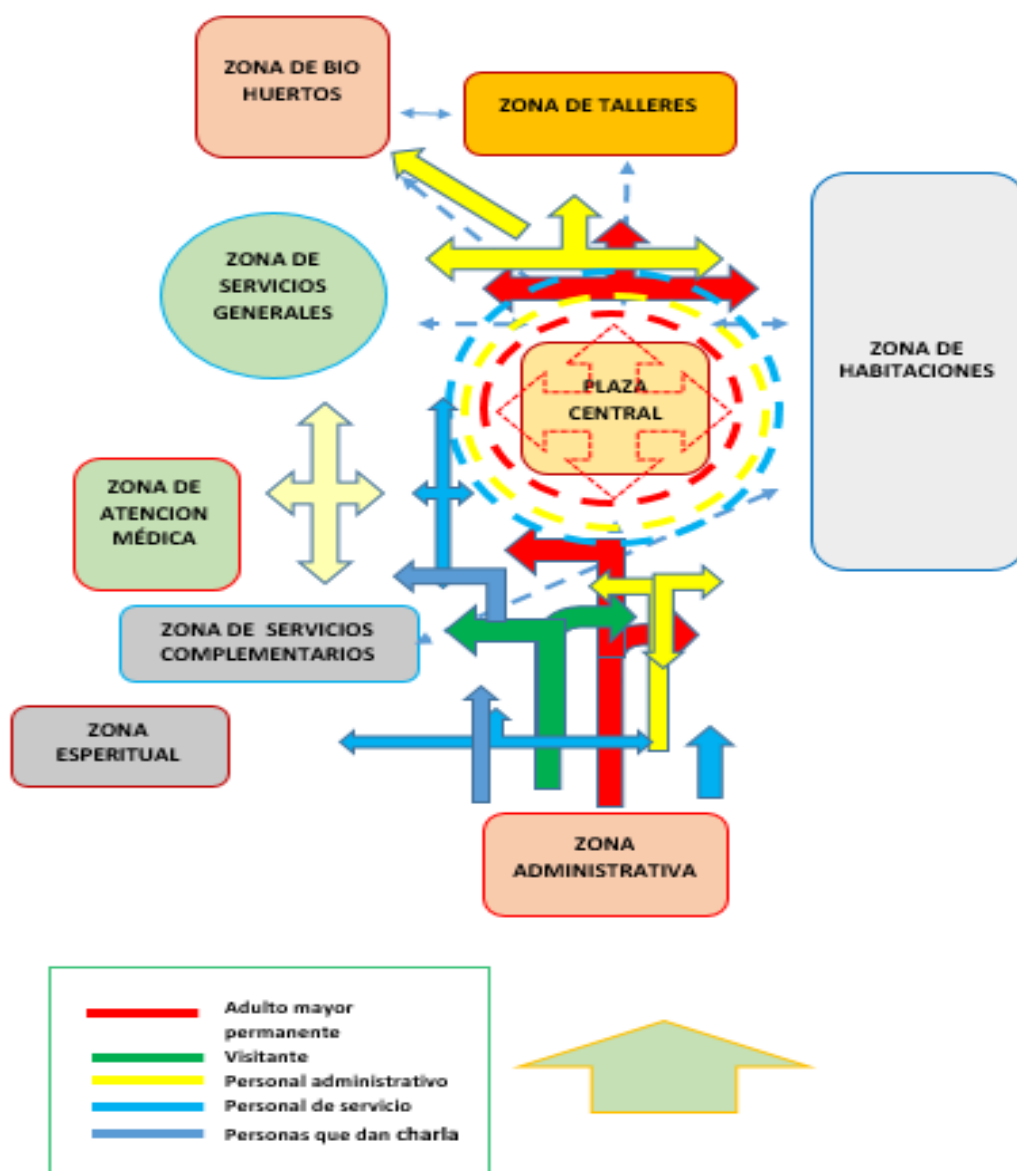 ZONA DE BIO
HUERTOS
ZONA DE TALLERES
ZONA DE
SERVICIOS
GENERALES
ZONA DE
HABITACIONES
PLAZA
CENTRAL
ZONA DE
ATENCION
MÉDICA
ZONA DE SERVICIOS
COMPLEMENTARIOS
ZONA
ESPERITUAL
ZONA
ADMINISTRATIVA
Adulto mayor
permanente
Visitante
Personal administrativo
Personal de servicio
Personas que dan charla